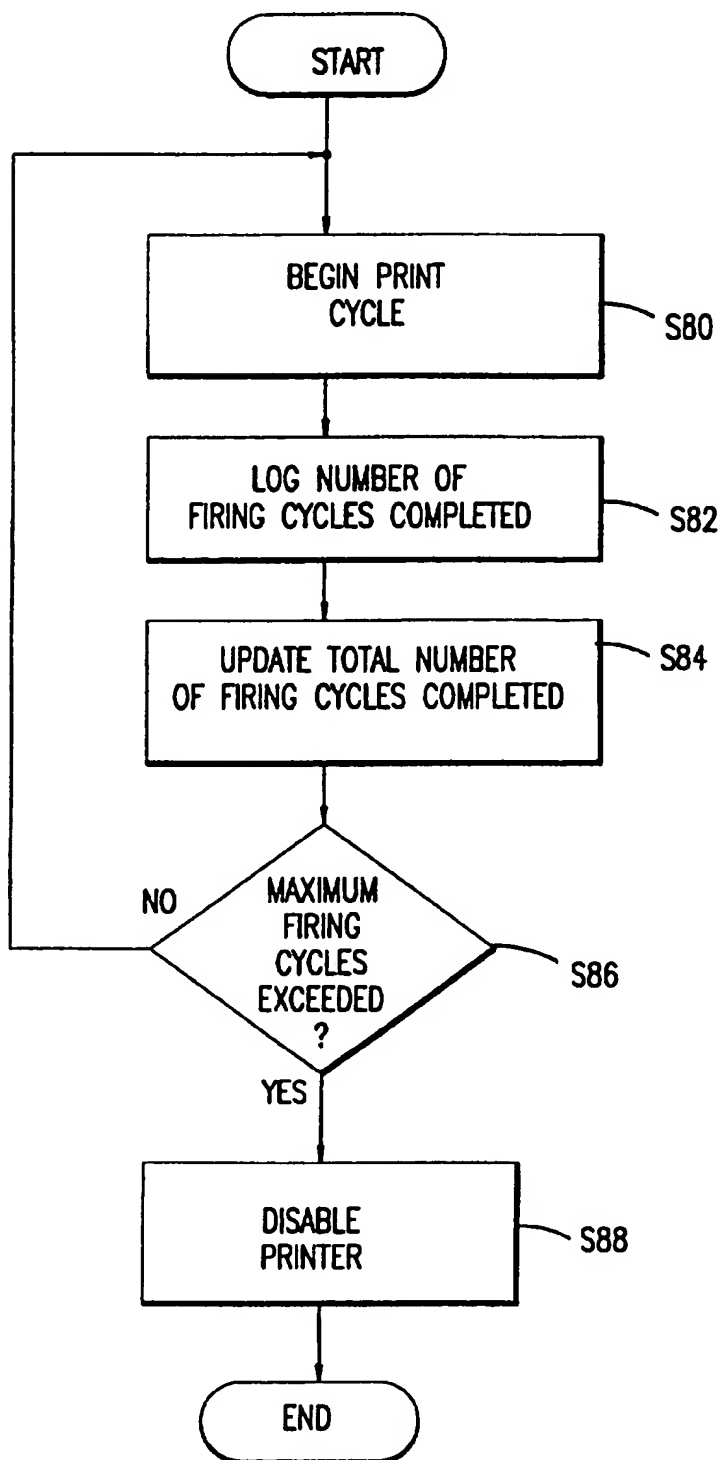 START
BEGIN PRINT
CYCLE
S80
LOG NUMBER OF
FIRING CYCLES COMPLETED
S82
UPDATE TOTAL NUMBER
OF FIRING CYCLES COMPLETED
S84
NO
MAXIMUM
FIRING
CYCLES
EXCEEDED
?
S86
YES
DISABLE
PRINTER
S88
END